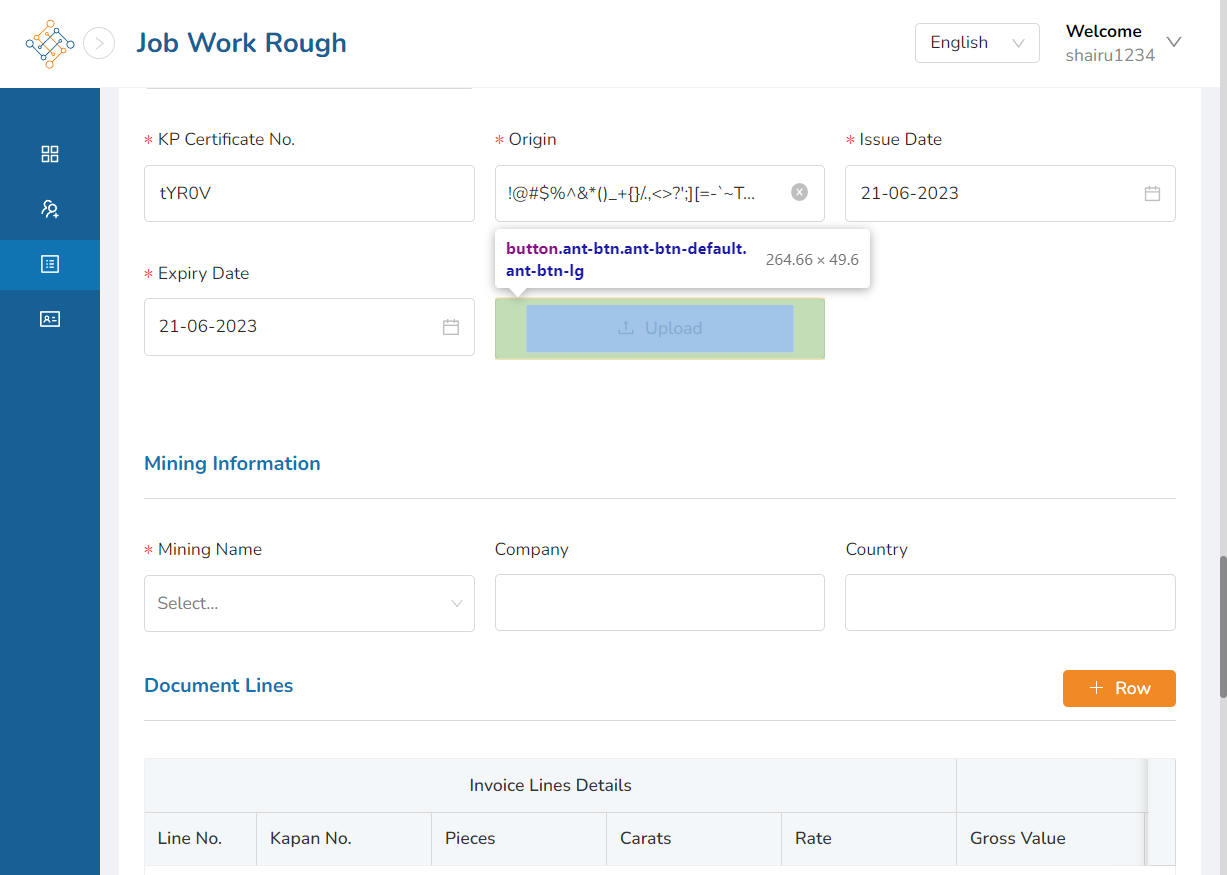 Job Work Rough
English
Welcome
shairu1234
* KP Certificate No.
* Origin
* Issue Date
tYR0V
!@#$%^&*()_+{}/.,<>?';][=-`~T...
21-06-2023
* Expiry Date
button.ant-btn.ant-btn-default.
ant-btn-lg
264.66 × 49.6
21-06-2023
Upload
Mining Information
* Mining Name
Company
Country
Select...
Document Lines
+ Row
Invoice Lines Details
Line No.
Kapan No.
Pieces
Carats
Rate
Gross Value